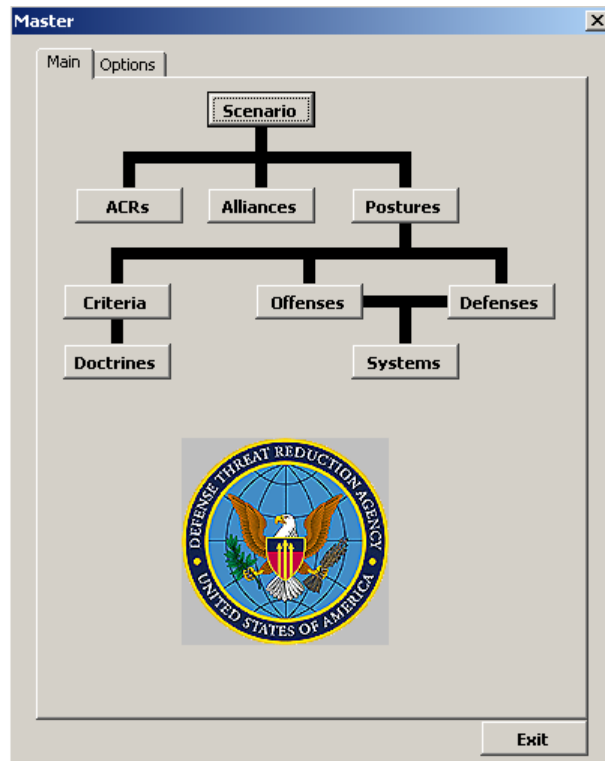 Master
Main Options
Scenario
ACRs Alliances Postures
Criteria Offenses Defenses
Doctrines Systems
DEFENSE THREAT REDUCTION AGENCY
UNITED STATES OF AMERICA
Exit